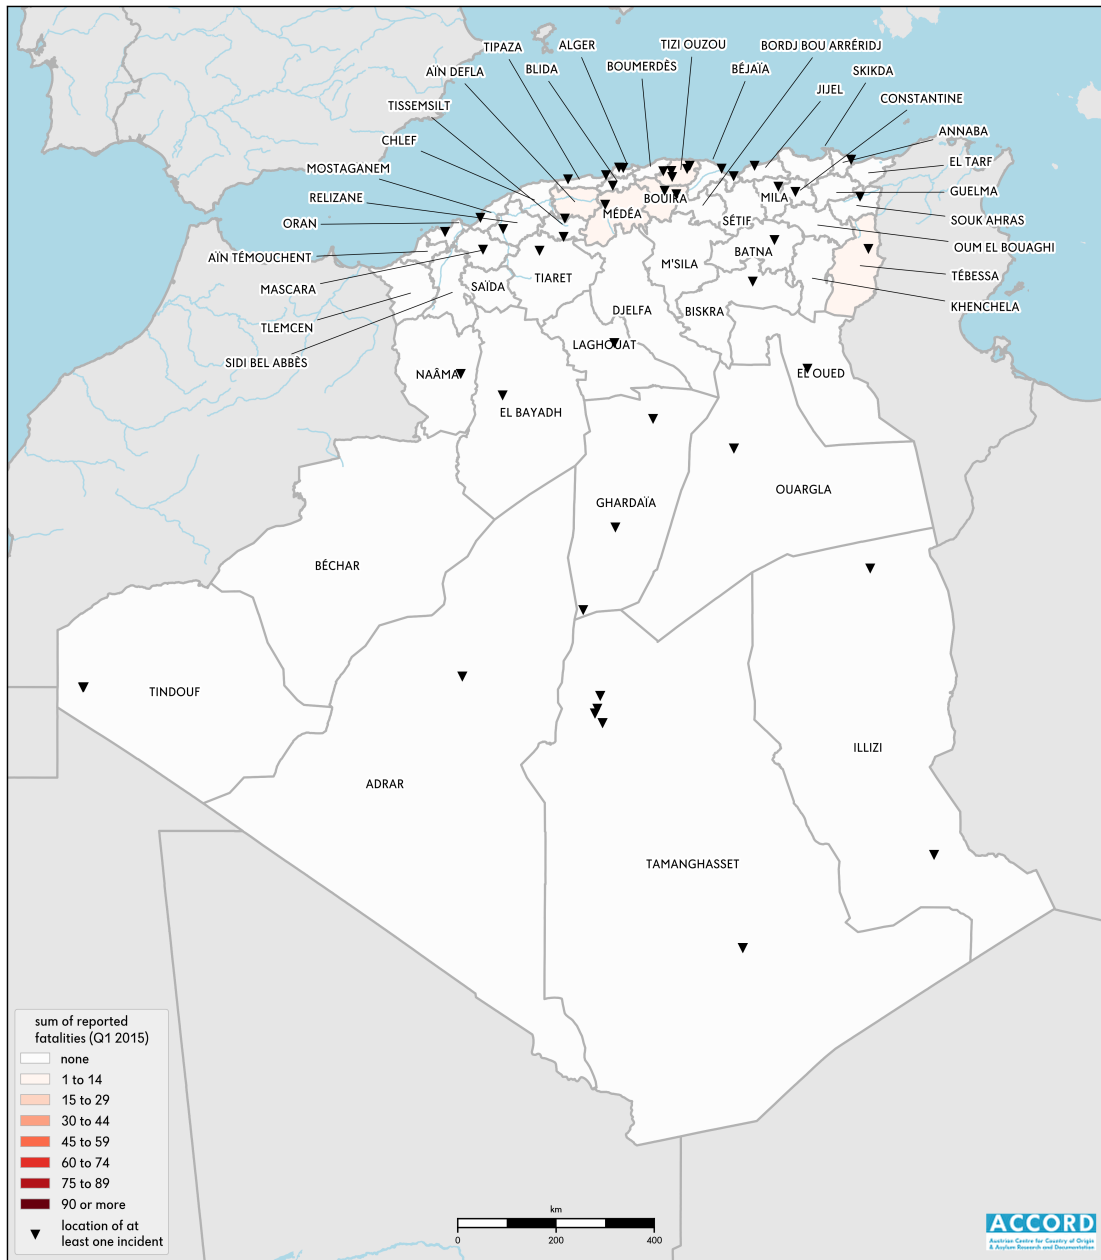 TIPAZA
ALGER
TIZI OUZOU
BORDJ BOU ARRÉRIDJ
AÏN DEFLA
BLIDA
BOUMERDÈS
BÉJAÏA
SKIKDA
TISSEMSILT
JIJEL
CONSTANTINE
CHLEF
ANNABA
MOSTAGANEM
EL TARF
RELIZANE
GUELMA
ORAN
SOUK AHRAS
AÏN TÉMOUCHENT
OUM EL BOUAGHI
MASCARA
TÉBESSA
TLEMCEN
KHENCHELA
SIDI BEL ABBÈS
BOUIRA
MILA
MÉDÉA
SÉTIF
BATNA
M'SILA
TIARET
SAÏDA
DJELFA
BISKRA
LAGHOUAT
NAÂMA
EL OUED
EL BAYADH
OUARGLA
GHARDAÏA
BÉCHAR
TINDOUF
ILLIZI
ADRAR
TAMANGHASSET
sum of reported
fatalities (Q1 2015)
none
1 to 14
15 to 29
30 to 44
45 to 59
60 to 74
75 to 89
90 or more
location of at
least one incident
km
0 200 400
ACCORD
Austrian Centre for Country of Origin
& Asylum Research and Documentation